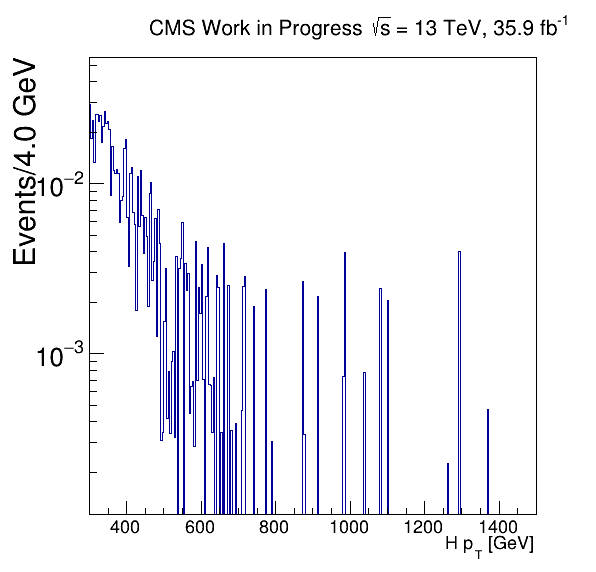 CMS Work in Progress √s = 13 TeV, 35.9 fb⁻¹
Events/4.0 GeV
10⁻²
10⁻³
400 600 800 1000 1200 1400
H p_T [GeV]